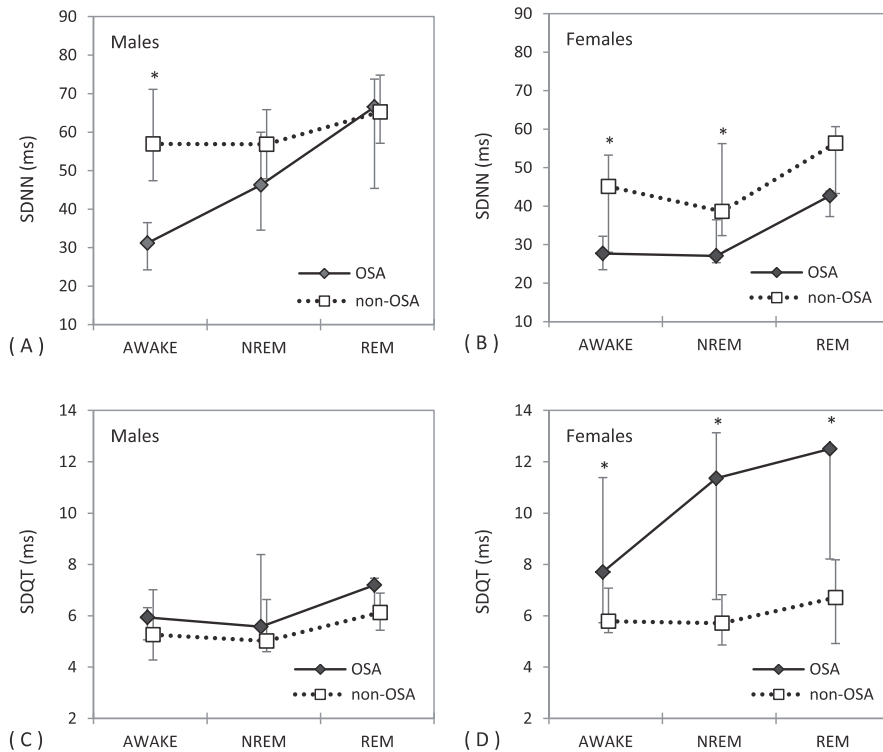 90
80
70
60
50
40
30
20
10
SDNN (ms)
Males
*
OSA
non-OSA
AWAKE NREM REM
( A )
90
80
70
60
50
40
30
20
10
SDNN (ms)
Females
* *
OSA
non-OSA
AWAKE NREM REM
( B )
14
12
10
8
6
4
2
SDQT (ms)
Males
OSA
non-OSA
AWAKE NREM REM
( C )
14
12
10
8
6
4
2
SDQT (ms)
Females
* * *
OSA
non-OSA
AWAKE NREM REM
( D )